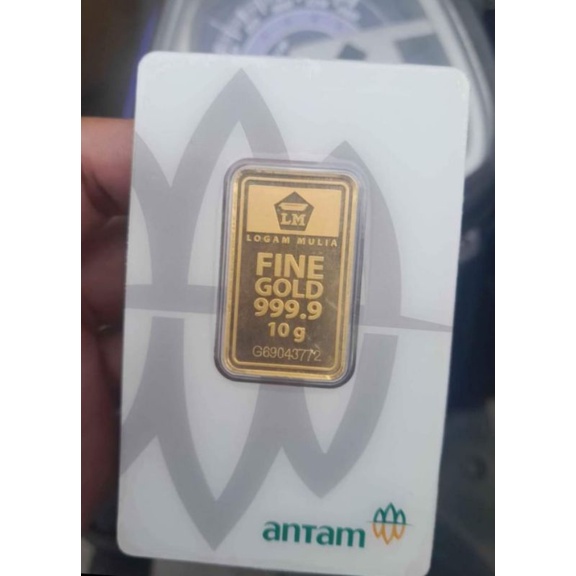 LM
LOGAM MULIA
FINE
GOLD
999.9
10 g
G69043772
antam